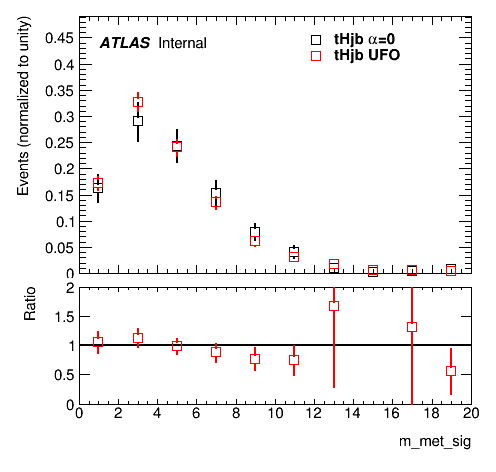 Events (normalized to unity)
0.45
0.4
0.35
0.3
0.25
0.2
0.15
0.1
0.05
0
ATLAS Internal
tHjb α=0
tHjb UFO
Ratio
2
1.5
1
0.5
0
0 2 4 6 8 10 12 14 16 18 20
m_met_sig